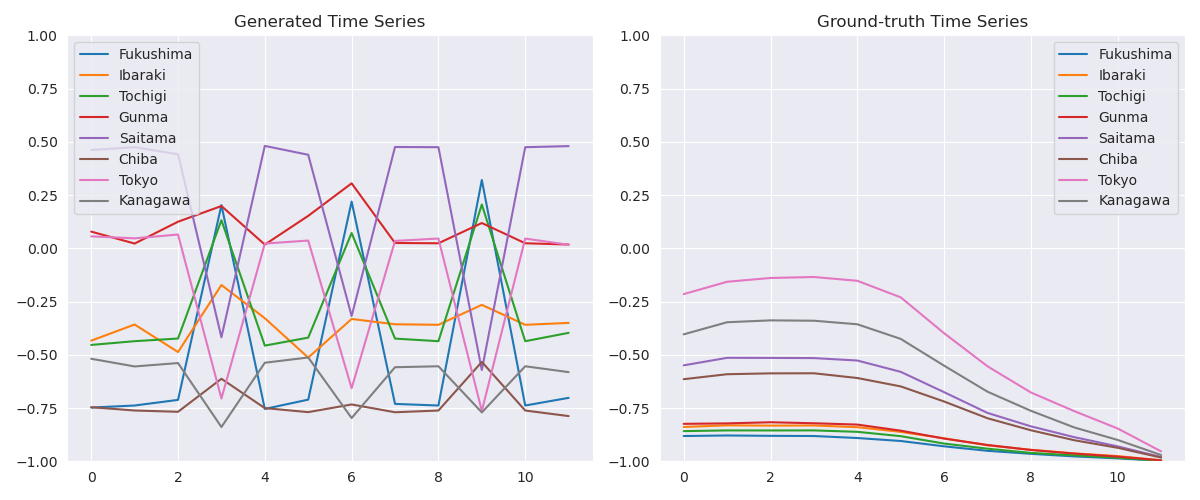 Generated Time Series
1.00
0.75
0.50
0.25
0.00
−0.25
−0.50
−0.75
−1.00
0 2 4 6 8 10
Fukushima
Ibaraki
Tochigi
Gunma
Saitama
Chiba
Tokyo
Kanagawa
Ground-truth Time Series
1.00
0.75
0.50
0.25
0.00
−0.25
−0.50
−0.75
−1.00
0 2 4 6 8 10
Fukushima
Ibaraki
Tochigi
Gunma
Saitama
Chiba
Tokyo
Kanagawa